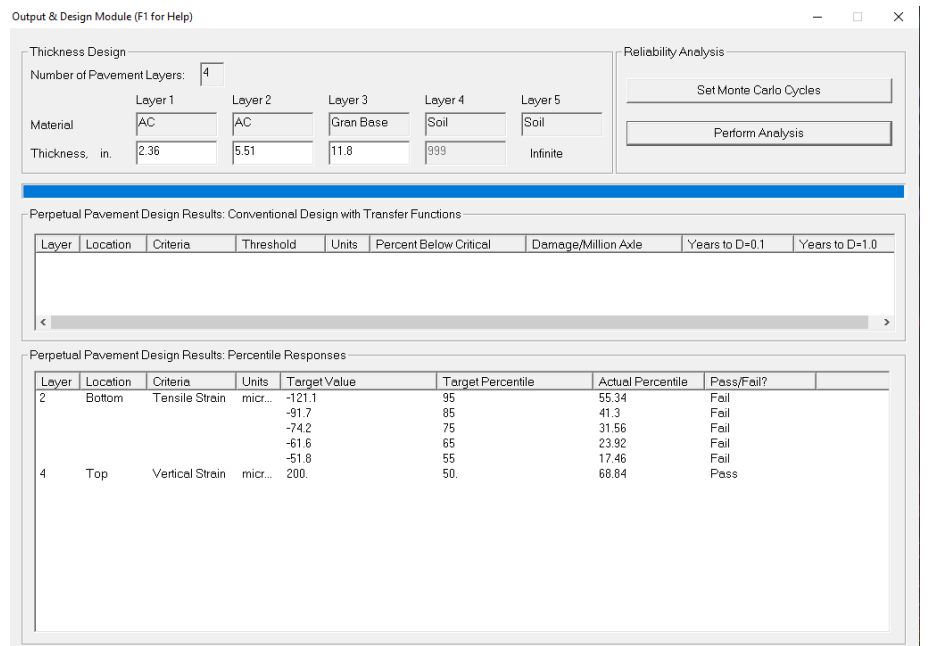 Output & Design Module (F1 for Help)
Thickness Design
Number of Pavement Layers: 4
Layer 1 Layer 2 Layer 3 Layer 4 Layer 5
Material AC AC Gran Base Soil Soil
Thickness, in. 2.36 5.51 11.8 999 Infinite
Reliability Analysis
Set Monte Carlo Cycles
Perform Analysis
Perpetual Pavement Design Results: Conventional Design with Transfer Functions
Layer Location Criteria Threshold Units Percent Below Critical Damage/Million Axle Years to D=0.1 Years to D=1.0
Perpetual Pavement Design Results: Percentile Responses
Layer Location Criteria Units Target Value Target Percentile Actual Percentile Pass/Fail?
2 Bottom Tensile Strain micr... -121.1 95 55.34 Fail
-91.7 85 41.3 Fail
-74.2 75 31.56 Fail
-61.6 65 23.92 Fail
-51.8 55 17.46 Fail
4 Top Vertical Strain micr... 200. 50. 68.84 Pass